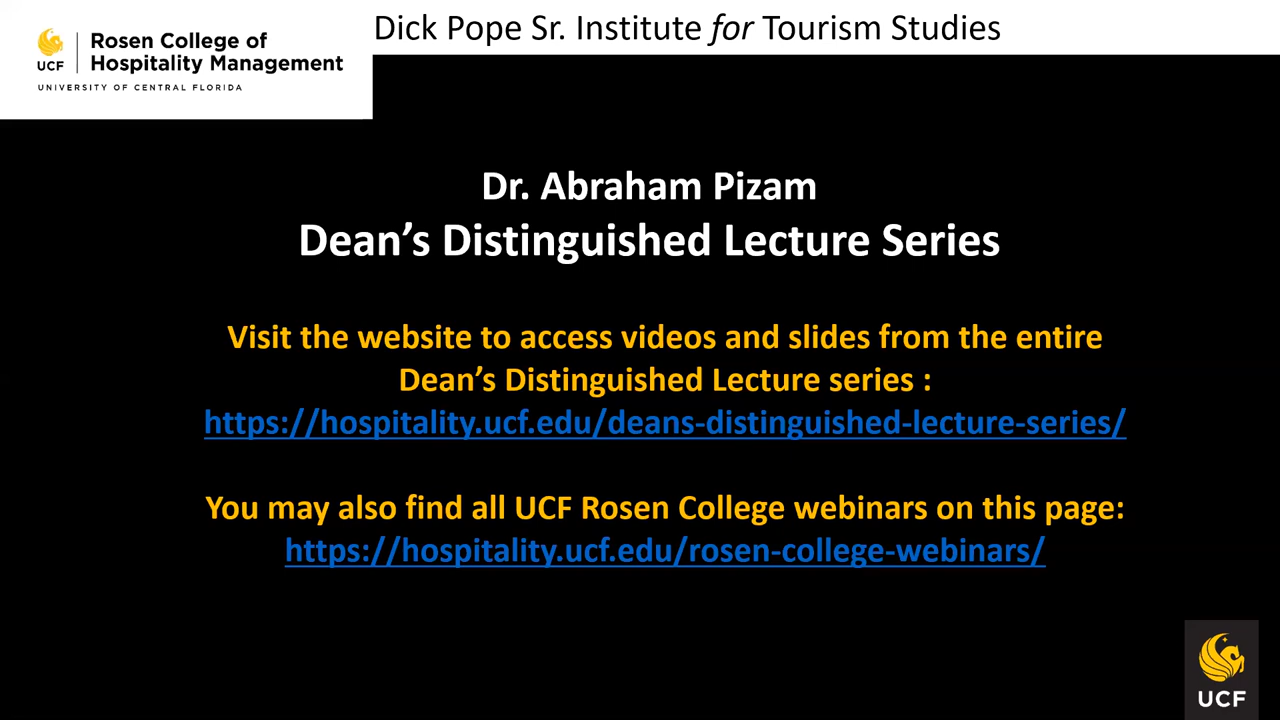 UCF
Rosen College of
Hospitality Management
UNIVERSITY OF CENTRAL FLORIDA
Dick Pope Sr. Institute for Tourism Studies
Dr. Abraham Pizam
Dean’s Distinguished Lecture Series
Visit the website to access videos and slides from the entire
Dean’s Distinguished Lecture series :
https://hospitality.ucf.edu/deans-distinguished-lecture-series/
You may also find all UCF Rosen College webinars on this page:
https://hospitality.ucf.edu/rosen-college-webinars/
UCF